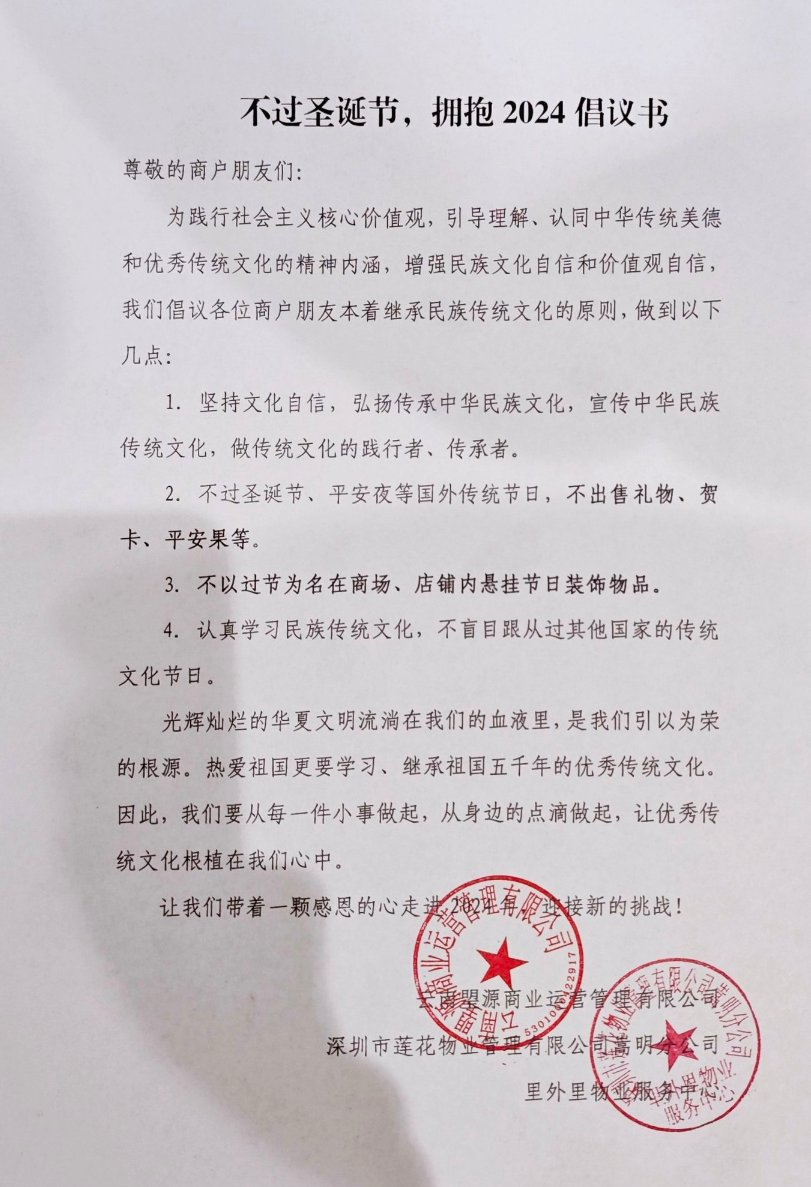 不过圣诞节，拥抱2024倡议书
尊敬的商户朋友们：
为践行社会主义核心价值观，引导理解、认同中华传统美德
和优秀传统文化的精神内涵，增强民族文化自信和价值观自信，
我们倡议各位商户朋友本着继承民族传统文化的原则，做到以下
几点：
1. 坚持文化自信，弘扬传承中华民族文化，宣传中华民族
传统文化，做传统文化的践行者、传承者。
2. 不过圣诞节、平安夜等国外传统节日，不出售礼物、贺
卡、平安果等。
3. 不以过节为名在商场、店铺内悬挂节日装饰物品。
4. 认真学习民族传统文化，不盲目跟从过其他国家的传统
文化节日。
光辉灿烂的华夏文明流淌在我们的血液里，是我们引以为荣
的根源。热爱祖国更要学习、继承祖国五千年的优秀传统文化。
因此，我们要从每一件小事做起，从身边的点滴做起，让优秀传
统文化根植在我们心中。
让我们带着一颗感恩的心走进2024年，迎接新的挑战！
云南盟源商业运营管理有限公司
深圳市莲花物业管理有限公司嵩明分公司
里外里物业服务中心
云南盟源商业运营管理有限公司
深圳市莲花物业管理有限公司嵩明分公司
物业
服务中心